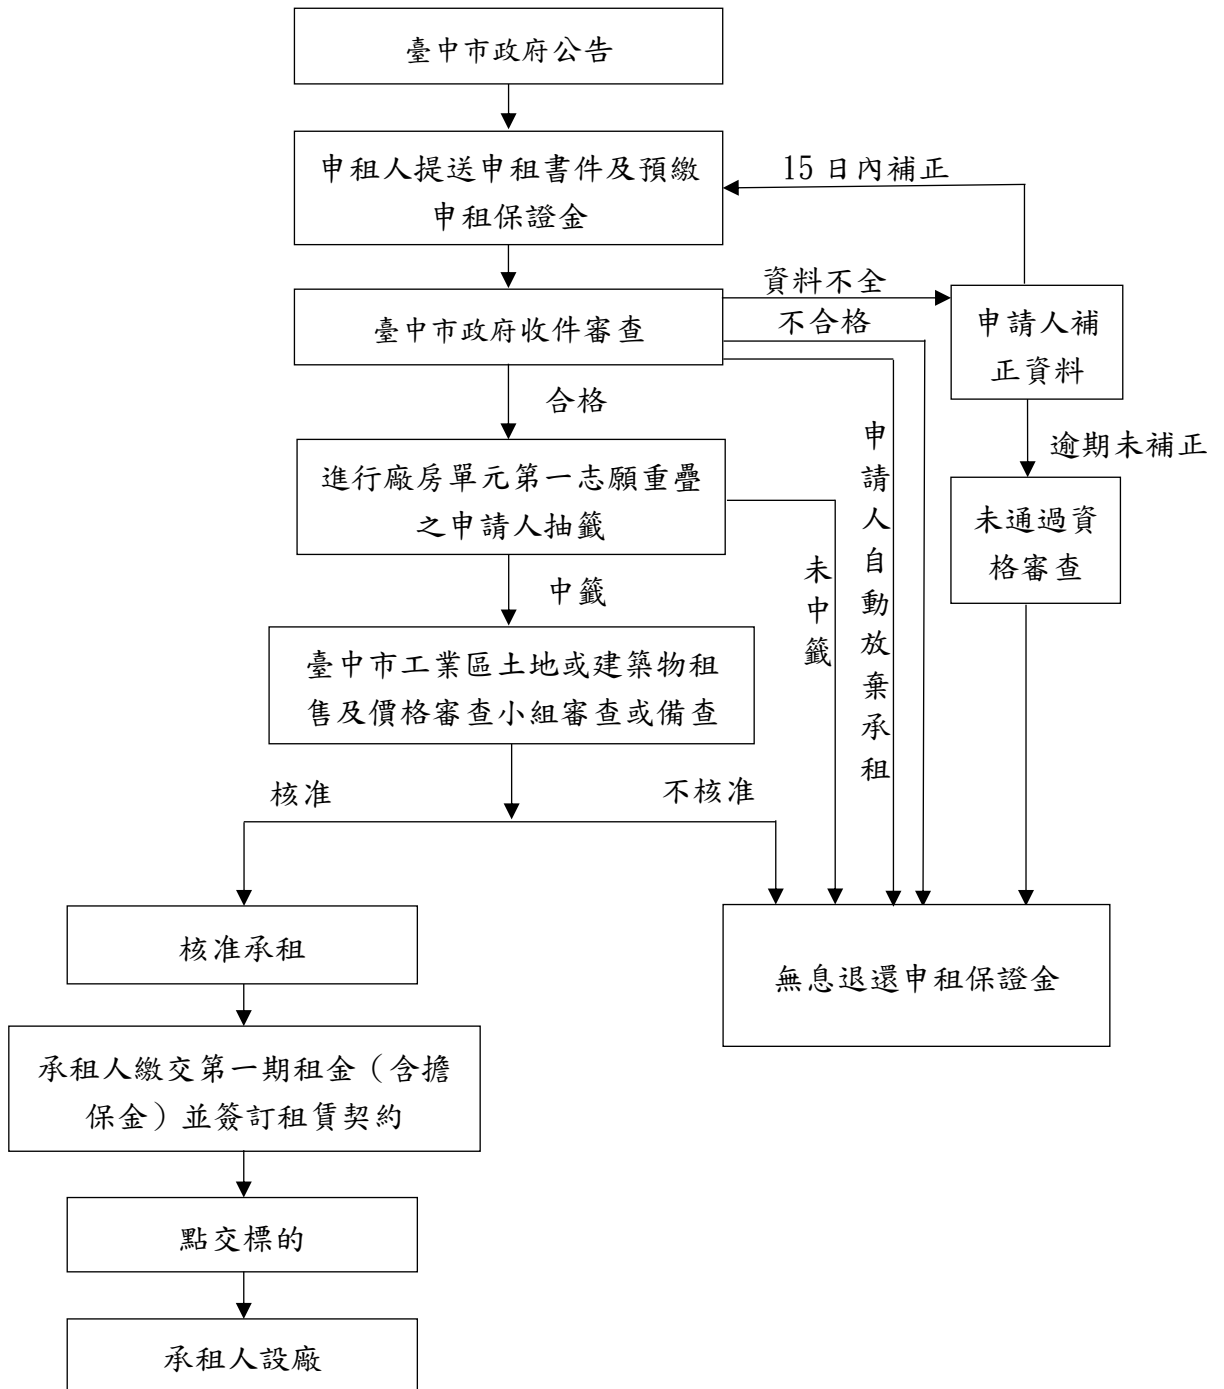 臺中市政府公告
申租人提送申租書件及預繳
申租保證金
15 日內補正
臺中市政府收件審查
資料不全
不合格
申請人補
正資料
合格
逾期未補正
進行廠房單元第一志願重疊
之申請人抽籤
未中籤
申請人自動放棄承租
未通過資
格審查
中籤
臺中市工業區土地或建築物租
售及價格審查小組審查或備查
核准
不核准
核准承租
無息退還申租保證金
承租人繳交第一期租金（含擔
保金）並簽訂租賃契約
點交標的
承租人設廠